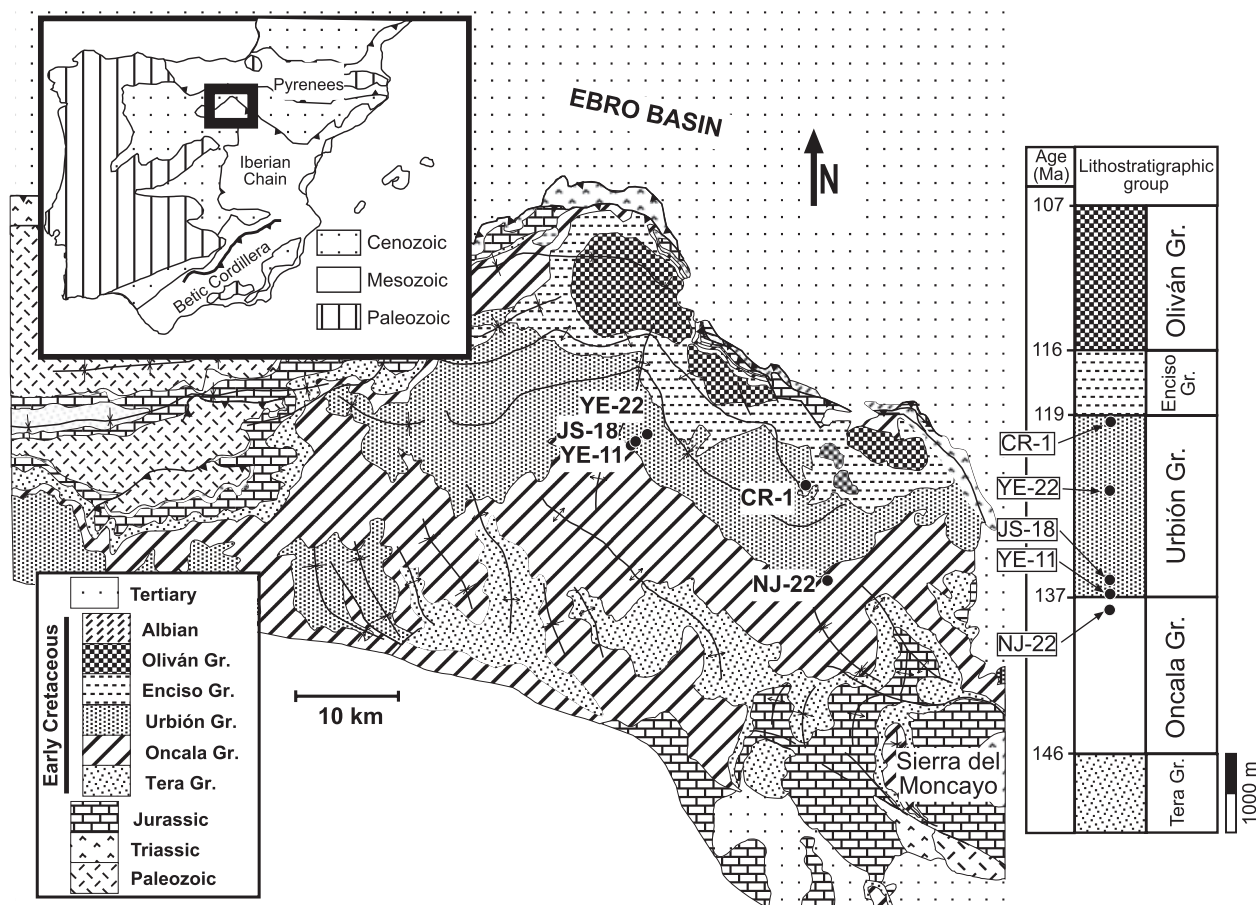 Pyrenees
Iberian
Chain
Betic Cordillera
Cenozoic
Mesozoic
Paleozoic
EBRO BASIN
N
YE-22
JS-18
YE-11
CR-1
NJ-22
Sierra del
Moncayo
10 km
Tertiary
Early Cretaceous
Albian
Oliván Gr.
Enciso Gr.
Urbión Gr.
Oncala Gr.
Tera Gr.
Jurassic
Triassic
Paleozoic
Age
(Ma)
Lithostratigraphic
group
107
Oliván Gr.
116
Enciso
Gr.
119
CR-1
YE-22
Urbión Gr.
JS-18
YE-11
137
NJ-22
Oncala Gr.
146
Tera Gr.
1000 m